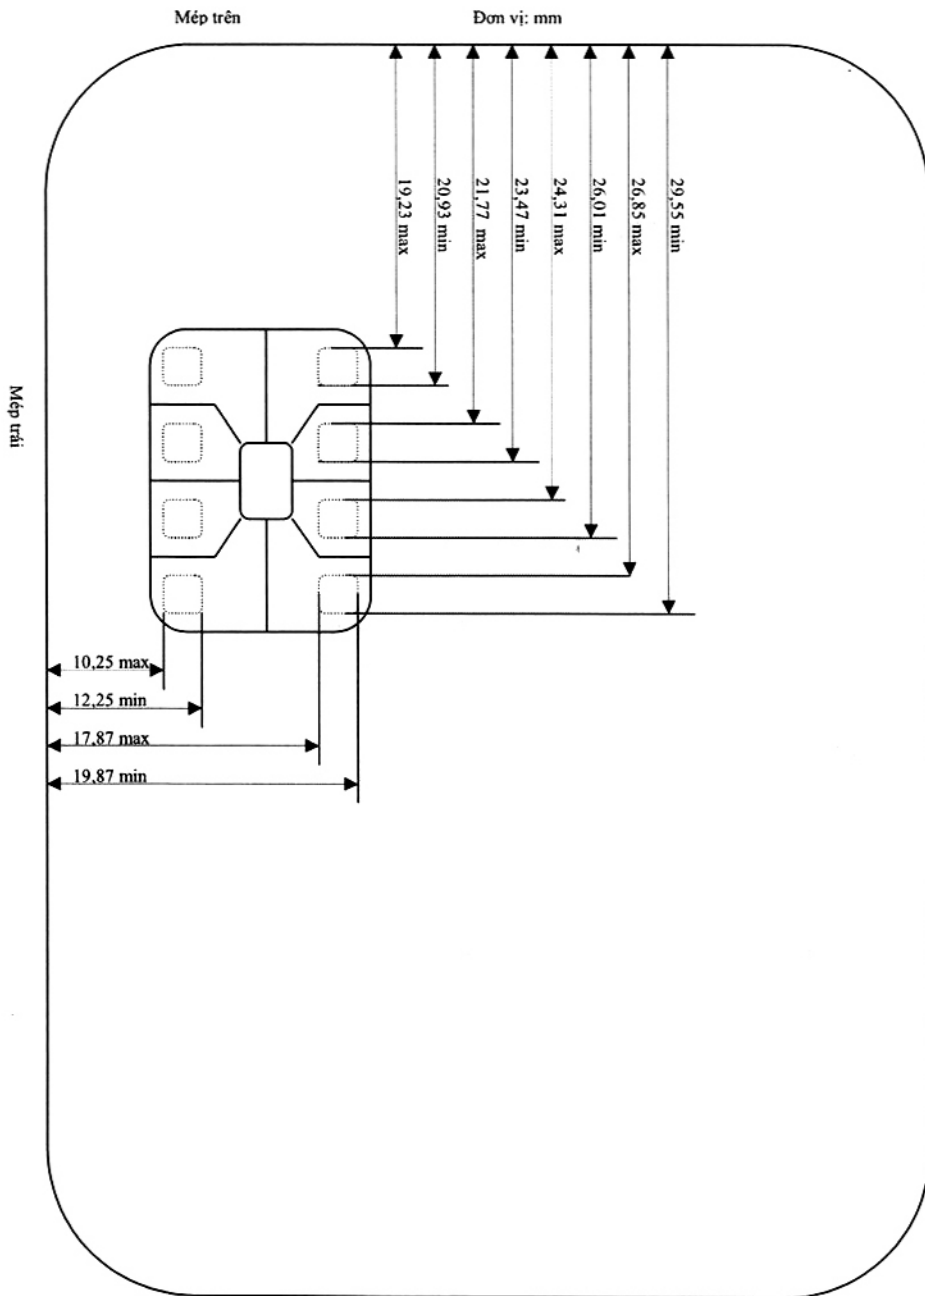 Mép trên
Đơn vị: mm
19,23 max
20,93 min
21,77 max
23,47 min
24,31 max
26,01 min
26,85 max
29,55 min
Mép trái
10,25 max
12,25 min
17,87 max
19,87 min